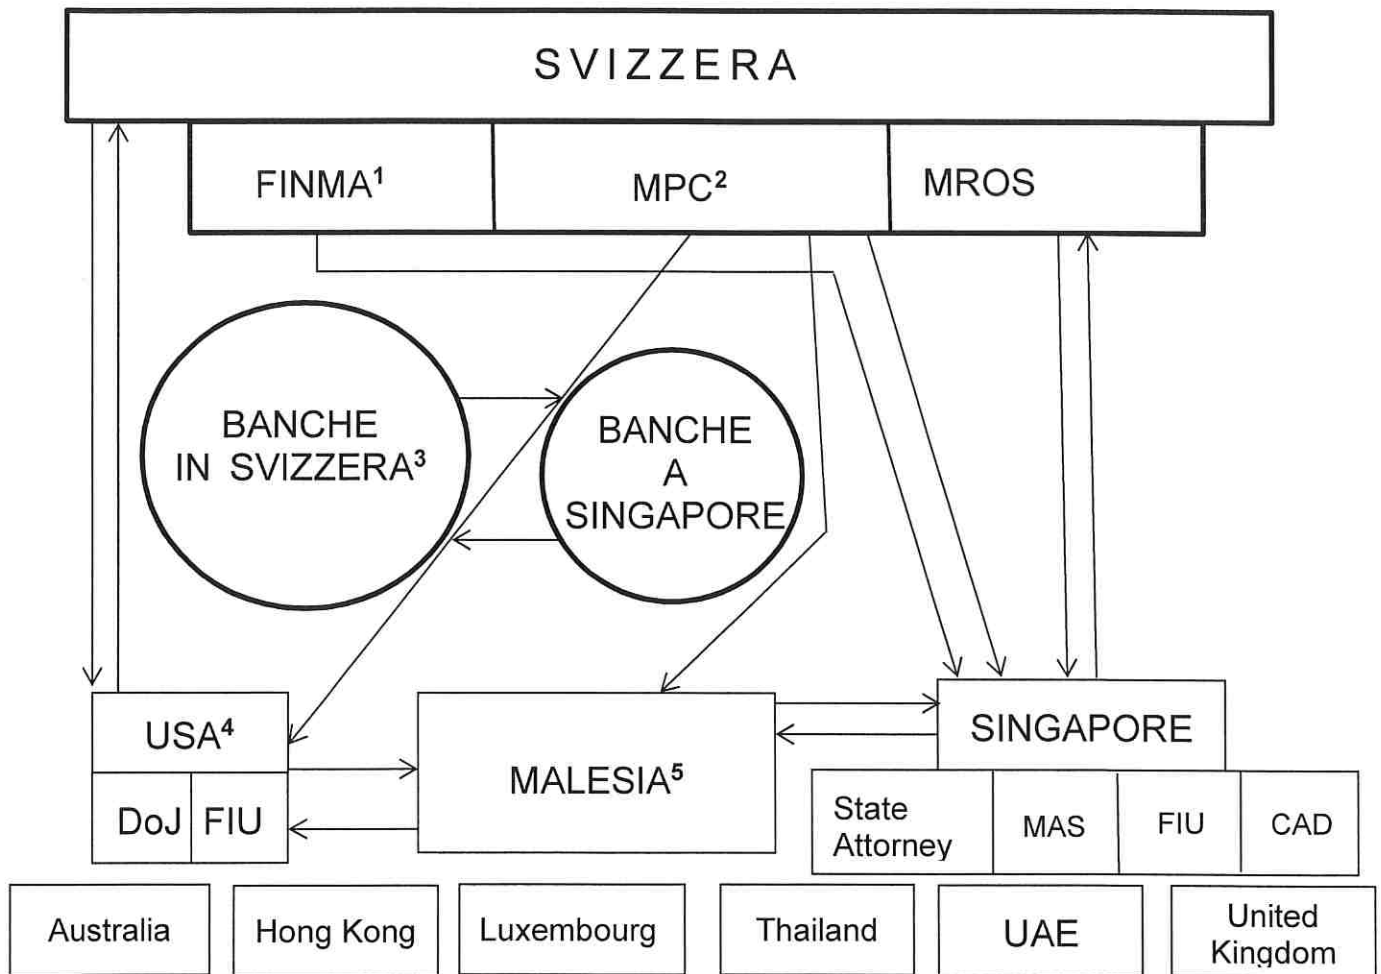 SVIZZERA
FINMA¹
MPC²
MROS
BANCHE
IN SVIZZERA³
BANCHE
A
SINGAPORE
USA⁴
DoJ
FIU
MALESIA⁵
SINGAPORE
State
Attorney
MAS
FIU
CAD
Australia
Hong Kong
Luxembourg
Thailand
UAE
United
Kingdom